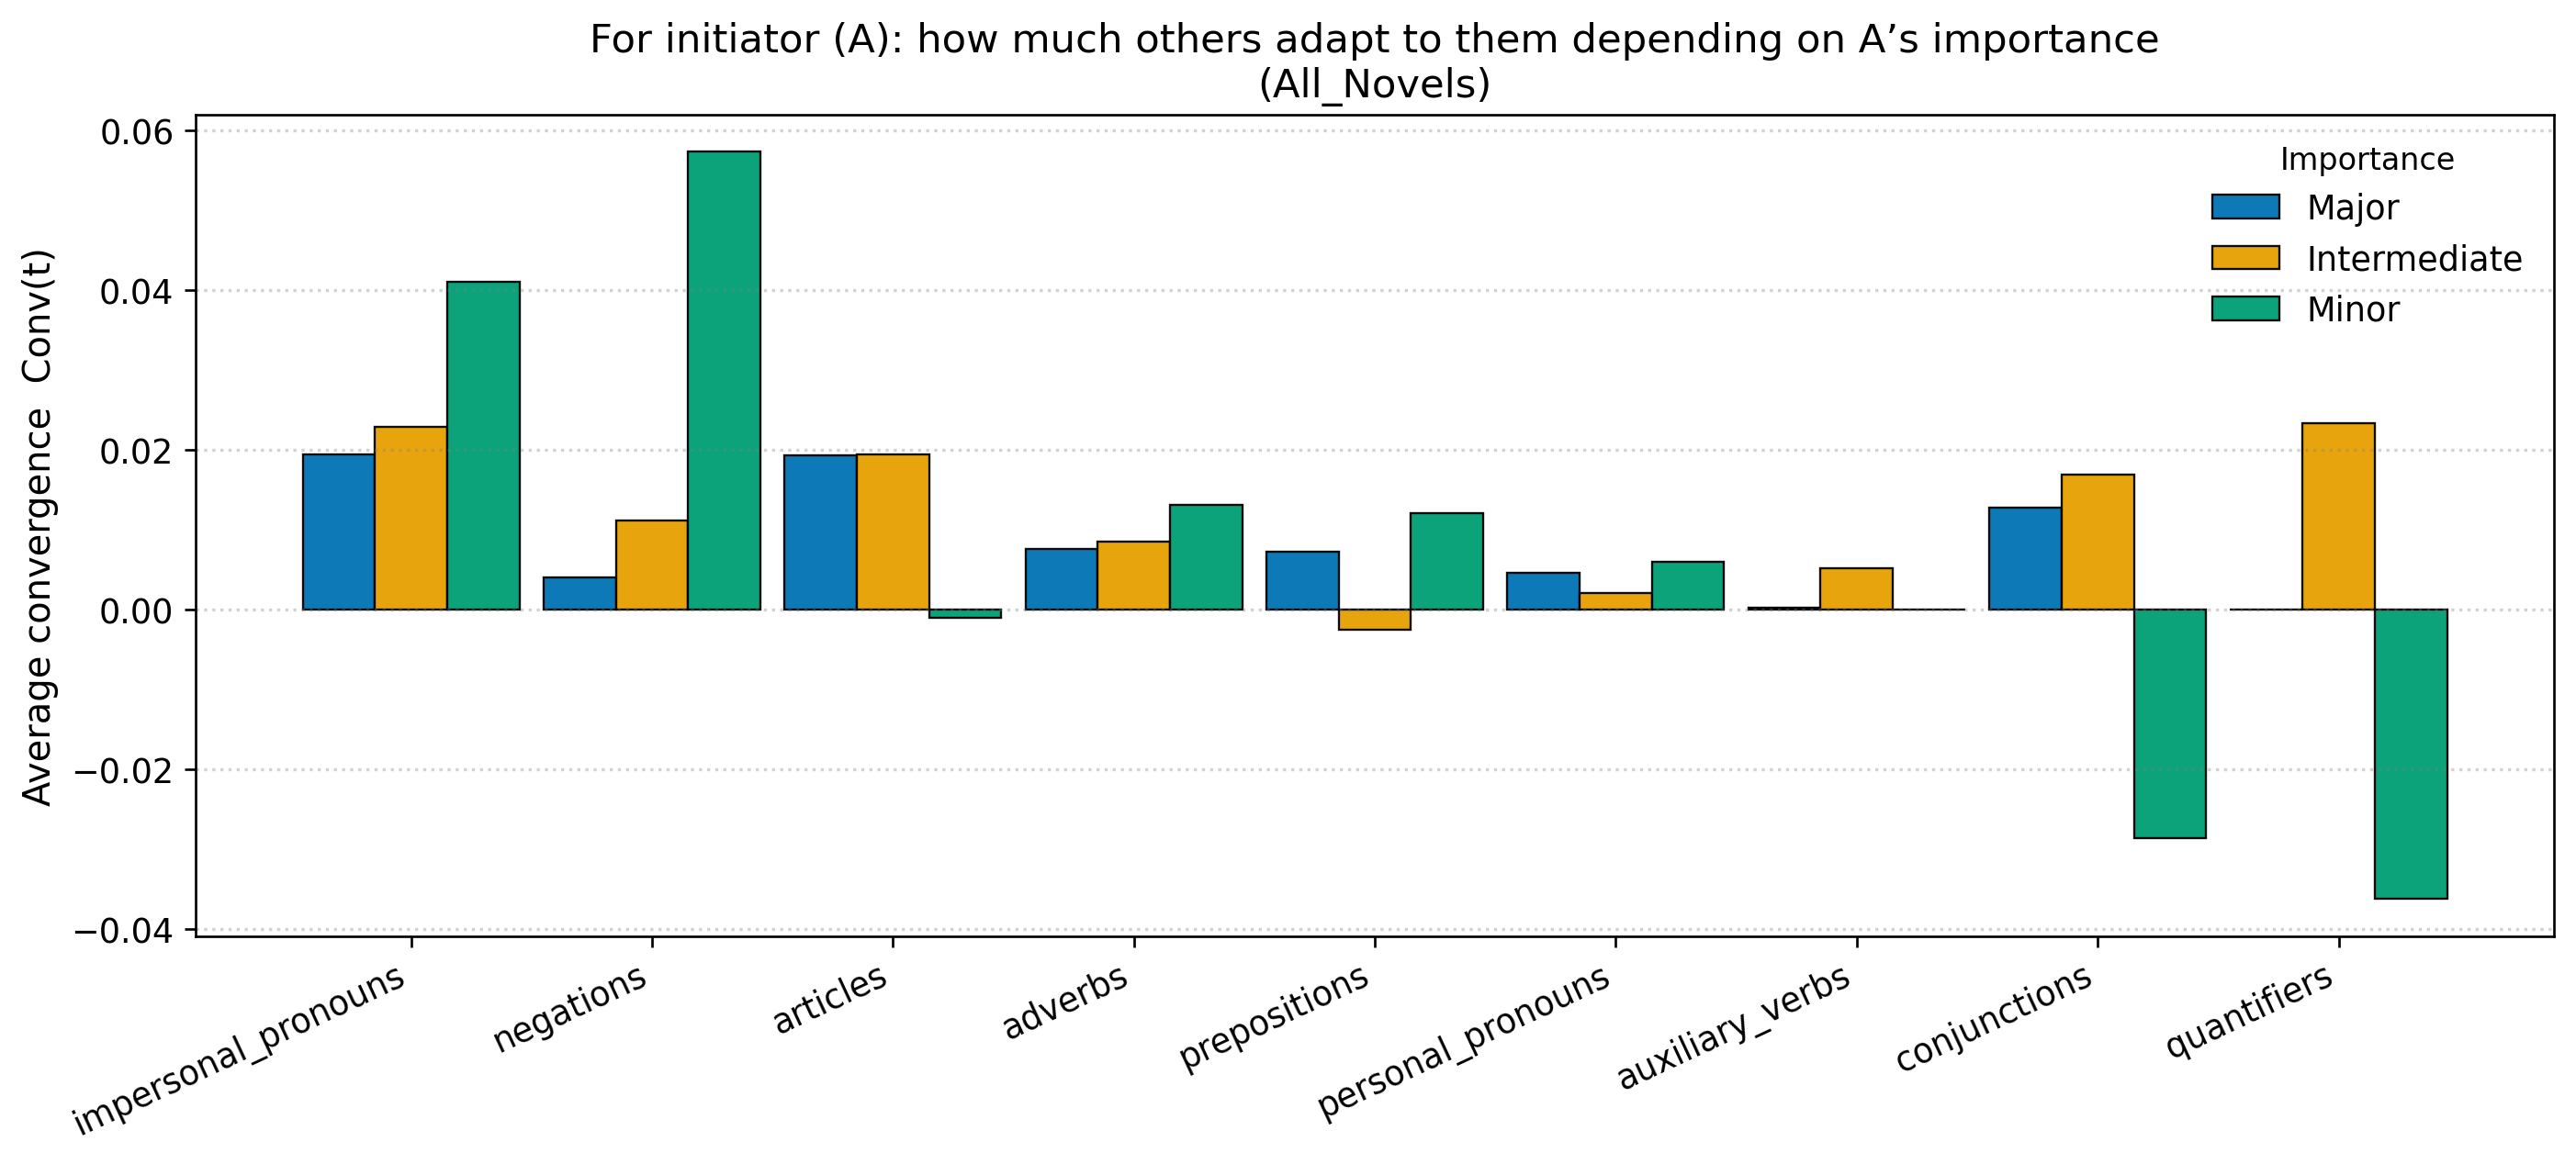 For initiator (A): how much others adapt to them depending on A’s importance
(All_Novels)
Average convergence  Conv(t)
0.06
0.04
0.02
0.00
−0.02
−0.04
Importance
Major
Intermediate
Minor
impersonal_pronouns
negations
articles
adverbs
prepositions
personal_pronouns
auxiliary_verbs
conjunctions
quantifiers